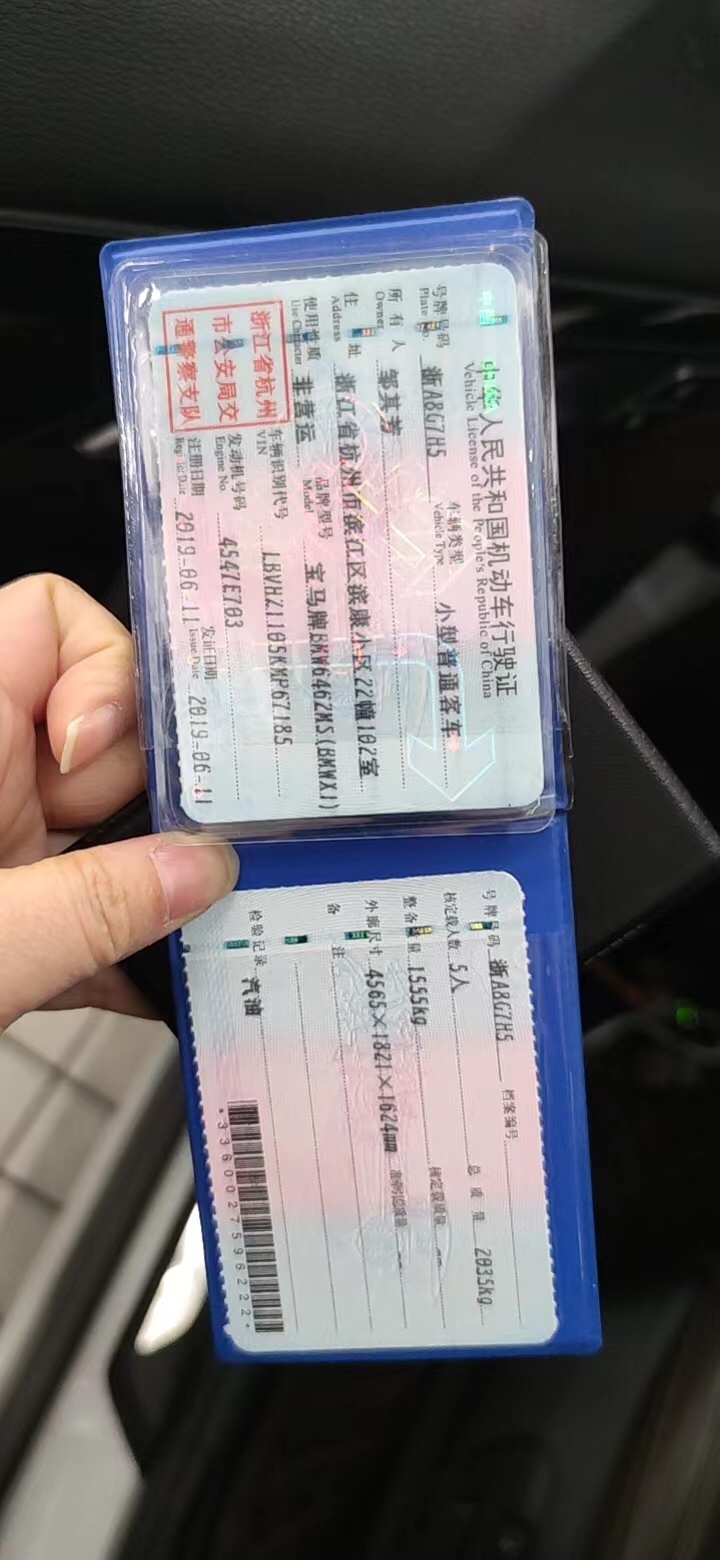 中华人民共和国机动车行驶证
Vehicle License of the People's Republic of China
号牌号码 浙A8G7H5 车辆类型 小型普通客车
Plate No. Vehicle Type
所有人 邹其芳
Owner
住址 浙江省杭州市滨江区滨康小区22幢102室
Address
使用性质 非营运 品牌型号 宝马牌BMW6462MS(BMWX1)
Use Character Model
浙江省杭州
市公安局交
通警察支队
车辆识别代号
VIN
发动机号码 4547E703
Engine No.
注册日期 2019-06-11 发证日期 2019-06-11
Register Date Issue Date
号牌号码 浙A8G7H5 档案编号
核定载人数 5人 总质量 2035kg
整备质量 1555kg 核定载质量 --
外廓尺寸 4565×1821×1624mm 准牵引总质量 --
备注
检验记录 汽油
*3360027596222*